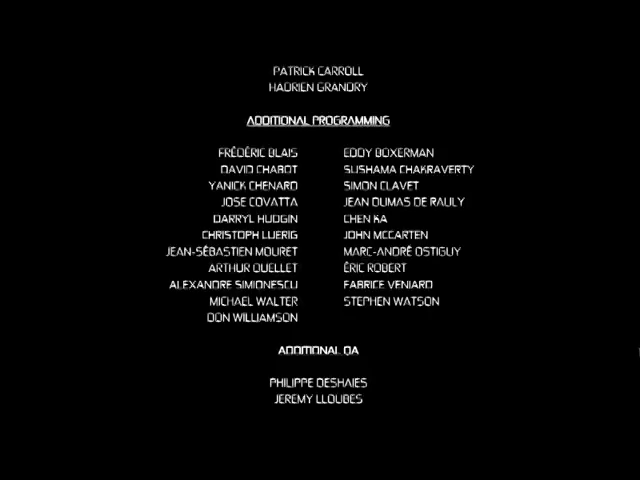 PATRICK CARROLL
HADRIEN GRANDRY
ADDITIONAL PROGRAMMING
FRÉDÉRIC BLAIS EDDY BOXERMAN
DAVID CHABOT SUSHAMA CHAKRAVERTY
YANICK CHENARD SIMON CLAVET
JOSE COVATTA JEAN DUMAS DE RAULY
DARRYL HUDGIN CHEN KA
CHRISTOPH LUERIG JOHN MCCARTEN
JEAN-SÉBASTIEN MOURET MARC-ANDRÉ OSTIGUY
ARTHUR OUELLET ÉRIC ROBERT
ALEXANDRE SIMIONESCU FABRICE VENIARD
MICHAEL WALTER STEPHEN WATSON
DON WILLIAMSON
ADDITIONAL QA
PHILIPPE DESHAIES
JEREMY LLOUBES